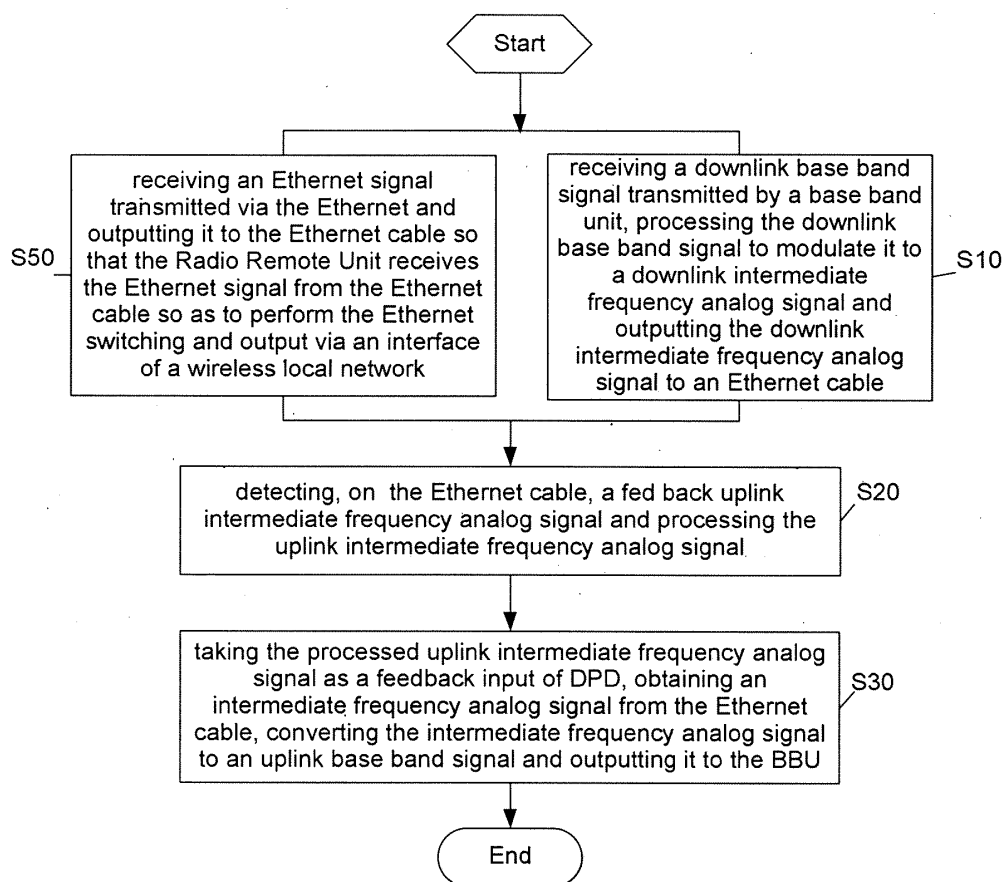 Start
receiving an Ethernet signal
transmitted via the Ethernet and
outputting it to the Ethernet cable so
that the Radio Remote Unit receives
the Ethernet signal from the Ethernet
cable so as to perform the Ethernet
switching and output via an interface
of a wireless local network
S50
receiving a downlink base band
signal transmitted by a base band
unit, processing the downlink
base band signal to modulate it to
a downlink intermediate
frequency analog signal and
outputting the downlink
intermediate frequency analog
signal to an Ethernet cable
S10
detecting, on the Ethernet cable, a fed back uplink
intermediate frequency analog signal and processing the
uplink intermediate frequency analog signal
S20
taking the processed uplink intermediate frequency analog
signal as a feedback input of DPD, obtaining an
intermediate frequency analog signal from the Ethernet
cable, converting the intermediate frequency analog signal
to an uplink base band signal and outputting it to the BBU
S30
End